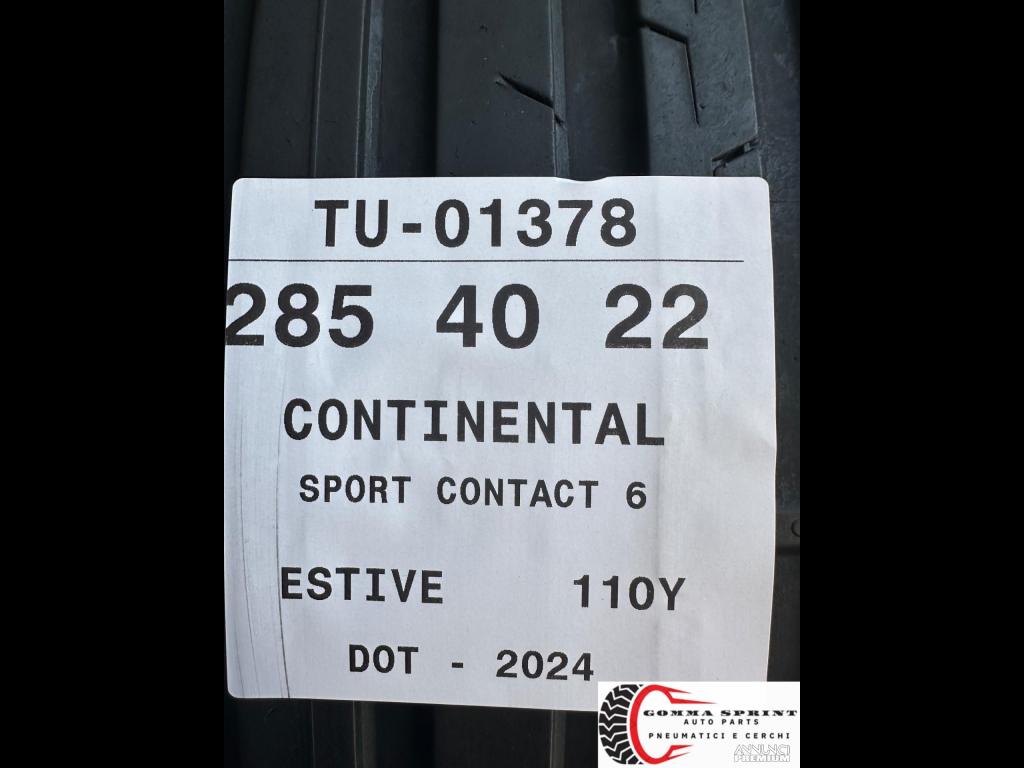 TU-01378
285 40 22
CONTINENTAL
SPORT CONTACT 6
ESTIVE 110Y
DOT - 2024
GOMMA SPRINT
AUTO PARTS
PNEUMATICI E CERCHI
ANNUNCI
PREMIUM